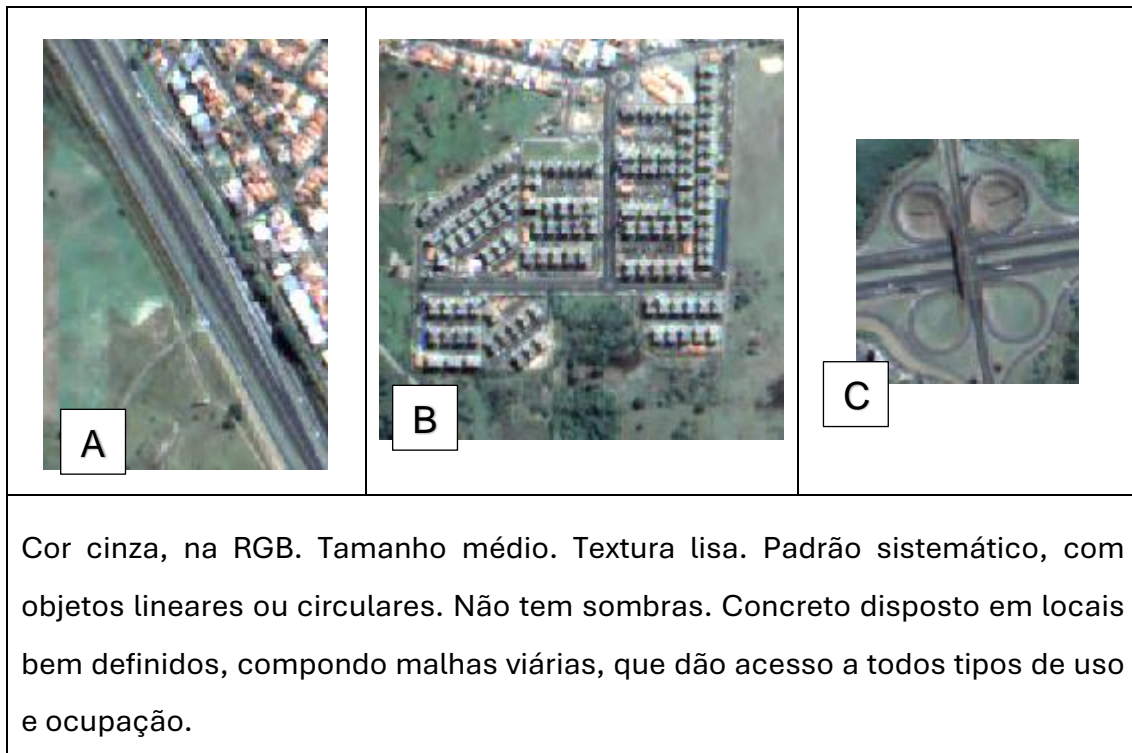 A
B
C
Cor cinza, na RGB. Tamanho médio. Textura lisa. Padrão sistemático, com
objetos lineares ou circulares. Não tem sombras. Concreto disposto em locais
bem definidos, compondo malhas viárias, que dão acesso a todos tipos de uso
e ocupação.